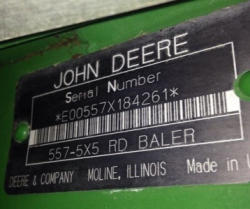 JOHN DEERE
Serial Number
*E00557X184261*
557-5X5 RD BALER
DEERE & COMPANY MOLINE, ILLINOIS Made in U